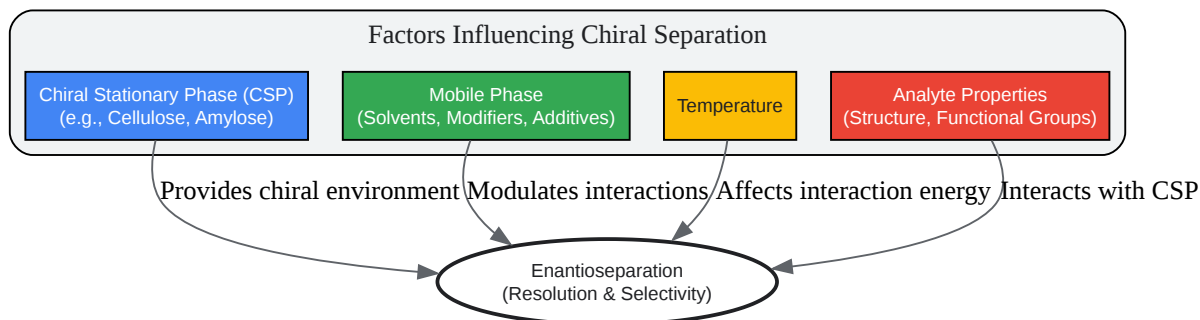 Factors Influencing Chiral Separation
Chiral Stationary Phase (CSP)
(e.g., Cellulose, Amylose)
Mobile Phase
(Solvents, Modifiers, Additives)
Temperature
Analyte Properties
(Structure, Functional Groups)
Provides chiral environment
Modulates interactions
Affects interaction energy
Interacts with CSP
Enantioseparation
(Resolution & Selectivity)